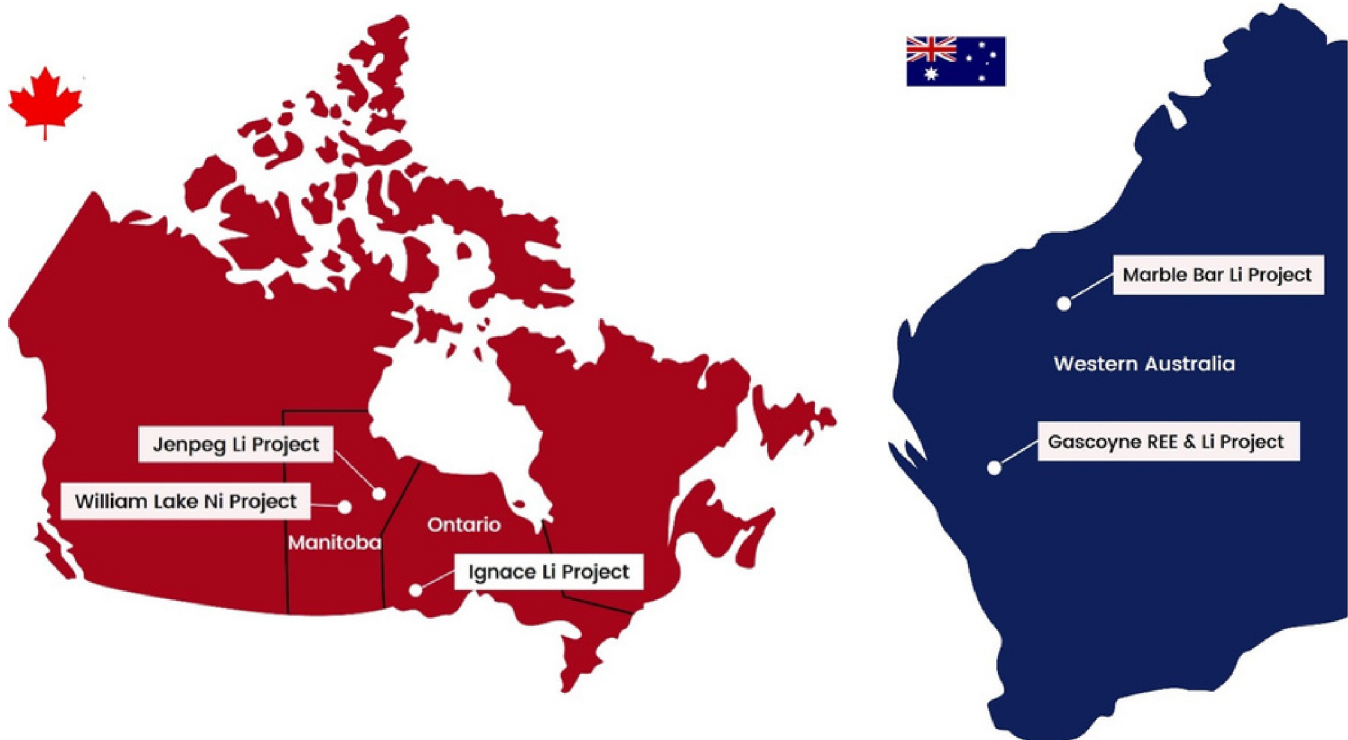 Jenpeg Li Project
William Lake Ni Project
Manitoba
Ontario
Ignace Li Project
Marble Bar Li Project
Western Australia
Gascoyne REE & Li Project